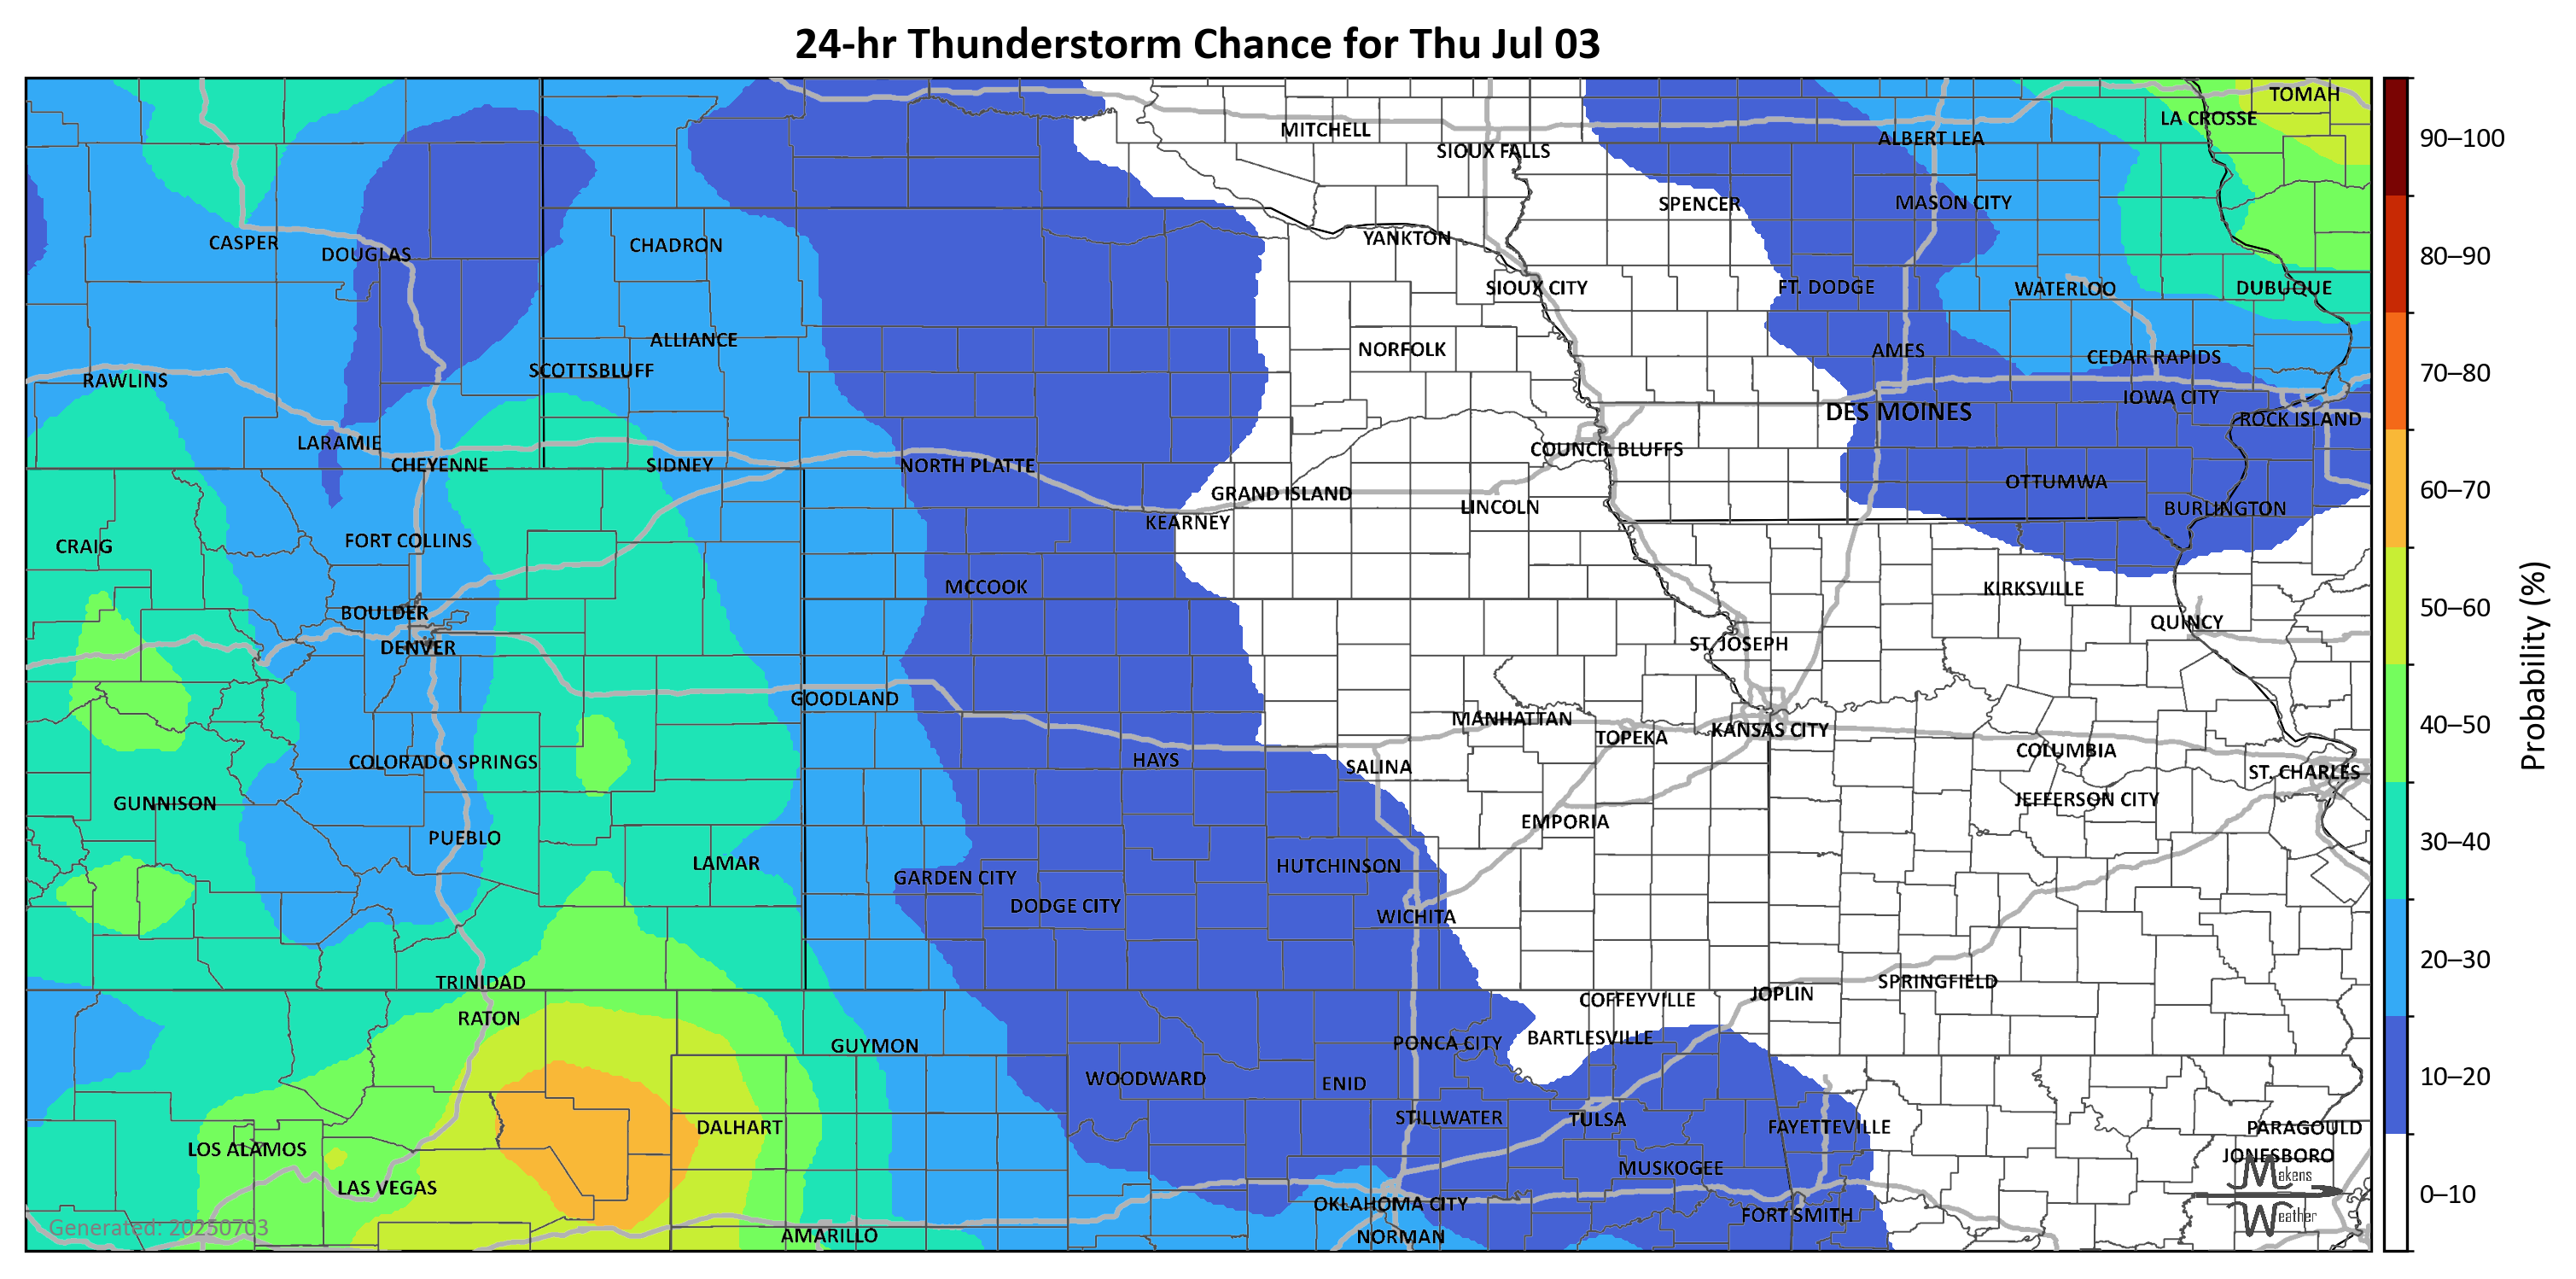 24-hr Thunderstorm Chance for Thu Jul 03
TOMAH
LA CROSSE
MITCHELL
ALBERT LEA
SIOUX FALLS
SPENCER
MASON CITY
CASPER
DOUGLAS
CHADRON
YANKTON
SIOUX CITY
FT. DODGE
WATERLOO
DUBUQUE
ALLIANCE
NORFOLK
AMES
CEDAR RAPIDS
SCOTTSBLUFF
RAWLINS
IOWA CITY
DES MOINES
ROCK ISLAND
LARAMIE
COUNCIL BLUFFS
CHEYENNE
SIDNEY
NORTH PLATTE
OTTUMWA
GRAND ISLAND
LINCOLN
BURLINGTON
KEARNEY
FORT COLLINS
CRAIG
MCCOOK
KIRKSVILLE
BOULDER
QUINCY
DENVER
ST. JOSEPH
GOODLAND
MANHATTAN
TOPEKA
KANSAS CITY
COLUMBIA
COLORADO SPRINGS
HAYS
SALINA
ST. CHARLES
GUNNISON
JEFFERSON CITY
EMPORIA
PUEBLO
LAMAR
HUTCHINSON
GARDEN CITY
DODGE CITY
WICHITA
TRINIDAD
SPRINGFIELD
JOPLIN
COFFEYVILLE
RATON
BARTLESVILLE
PONCA CITY
GUYMON
WOODWARD
ENID
STILLWATER
TULSA
DALHART
FAYETTEVILLE
PARAGOULD
LOS ALAMOS
JONESBORO
MUSKOGEE
LAS VEGAS
OKLAHOMA CITY
FORT SMITH
AMARILLO
NORMAN
Generated: 20250703
Makens
Weather
90–100
80–90
70–80
60–70
50–60
40–50
30–40
20–30
10–20
0–10
Probability (%)